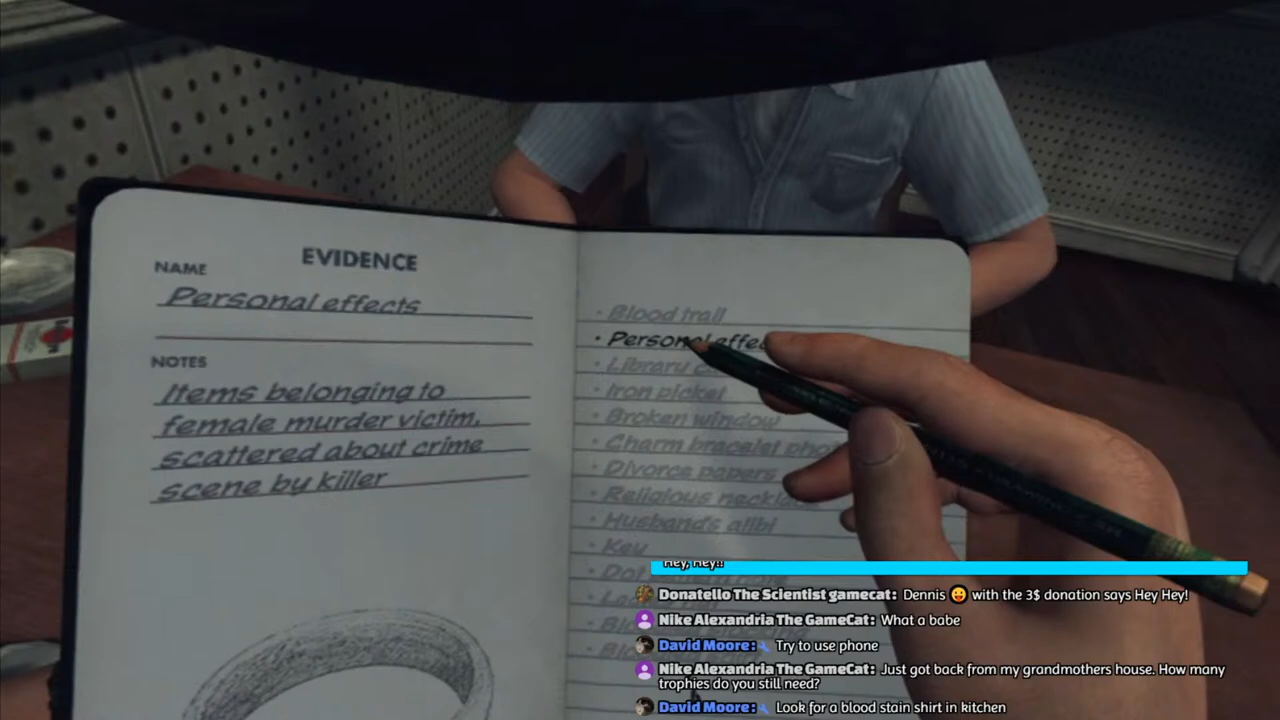 EVIDENCE
NAME
Personal effects
NOTES
Items belonging to
female murder victim,
scattered about crime
scene by killer
• Blood trail
• Personal
• Library
• Iron picket
• Broken window
• Charm bracelet
• Divorce papers
• Religious
• Husband's alibi
• Key
Hey, Hey!!
Donatello The Scientist gamecat: Dennis 😛 with the 3$ donation says Hey Hey!
Nike Alexandria The GameCat: What a babe
David Moore: Try to use phone
Nike Alexandria The GameCat: Just got back from my grandmothers house. How many
trophies do you still need?
David Moore: Look for a blood stain shirt in kitchen